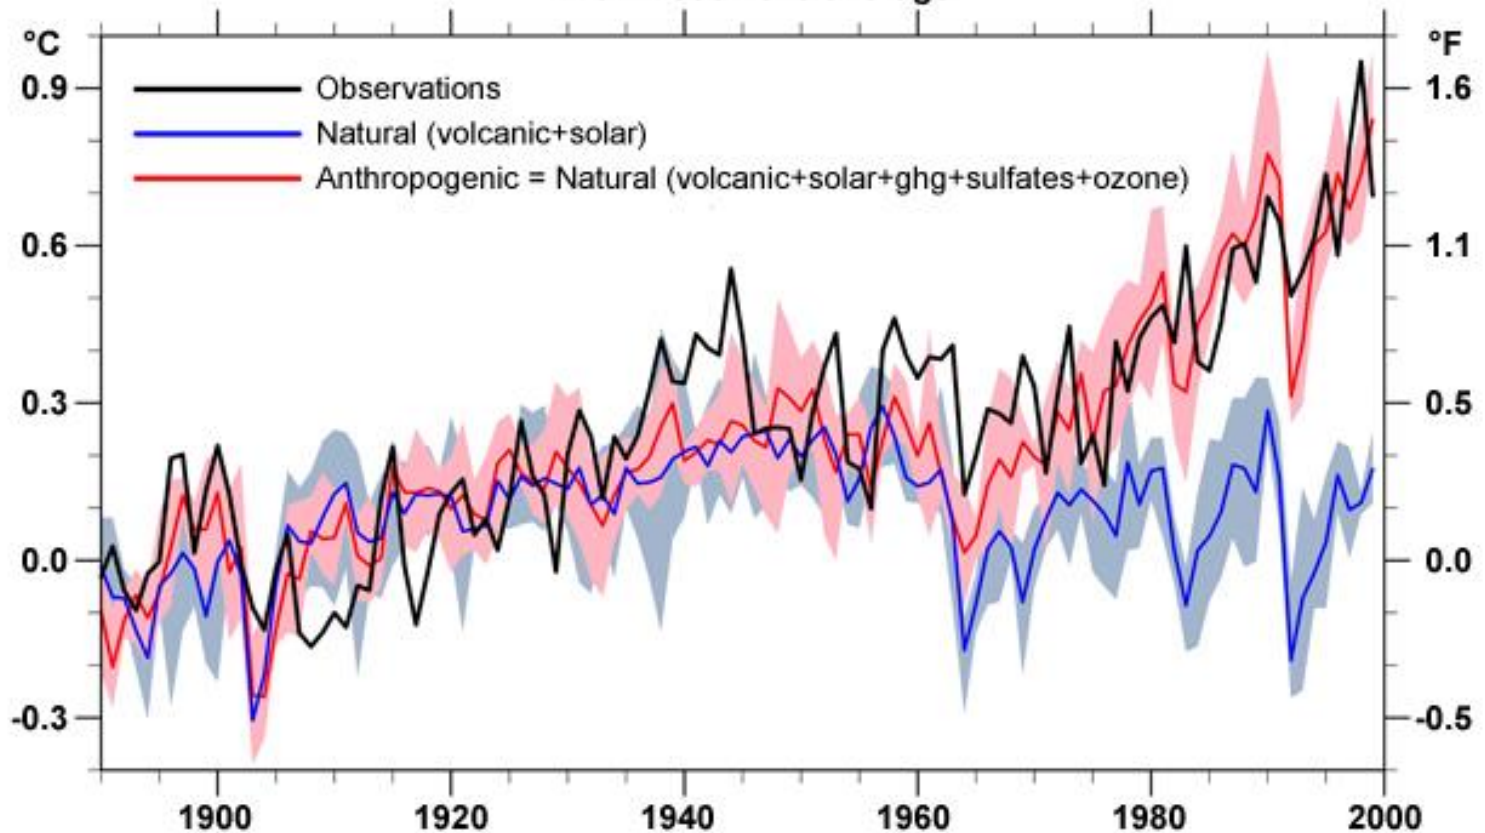 °C
°F
0.9
1.6
Observations
Natural (volcanic+solar)
Anthropogenic = Natural (volcanic+solar+ghg+sulfates+ozone)
0.6
1.1
0.3
0.5
0.0
0.0
-0.3
-0.5
1900 1920 1940 1960 1980 2000